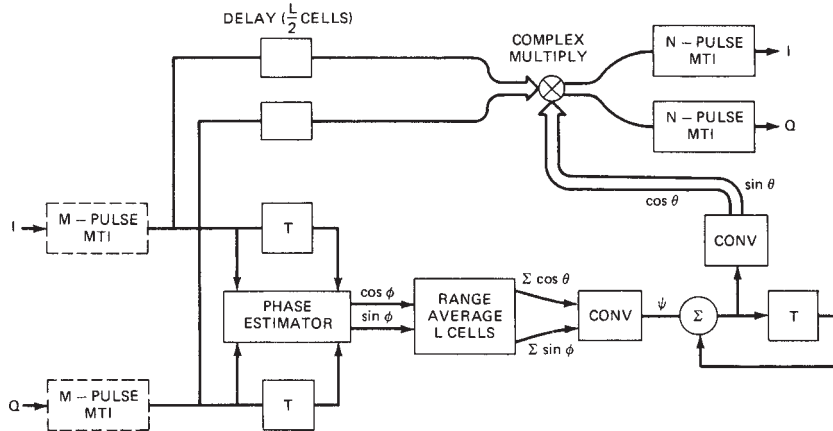 DELAY (L/2 CELLS)
COMPLEX
MULTIPLY
N – PULSE
MTI
I
N – PULSE
MTI
Q
sin θ
cos θ
I
M – PULSE
MTI
T
CONV
PHASE
ESTIMATOR
cos ϕ
sin ϕ
RANGE
AVERAGE
L CELLS
Σ cos θ
Σ sin ϕ
CONV
ψ
Σ
T
Q
M – PULSE
MTI
T